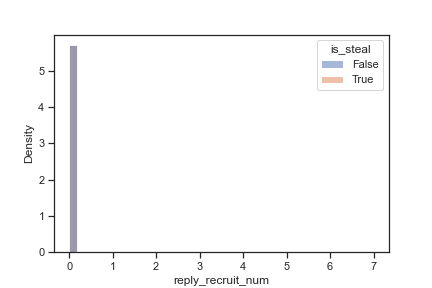 is_steal
False
True
Density
5
4
3
2
1
0
0 1 2 3 4 5 6 7
reply_recruit_num